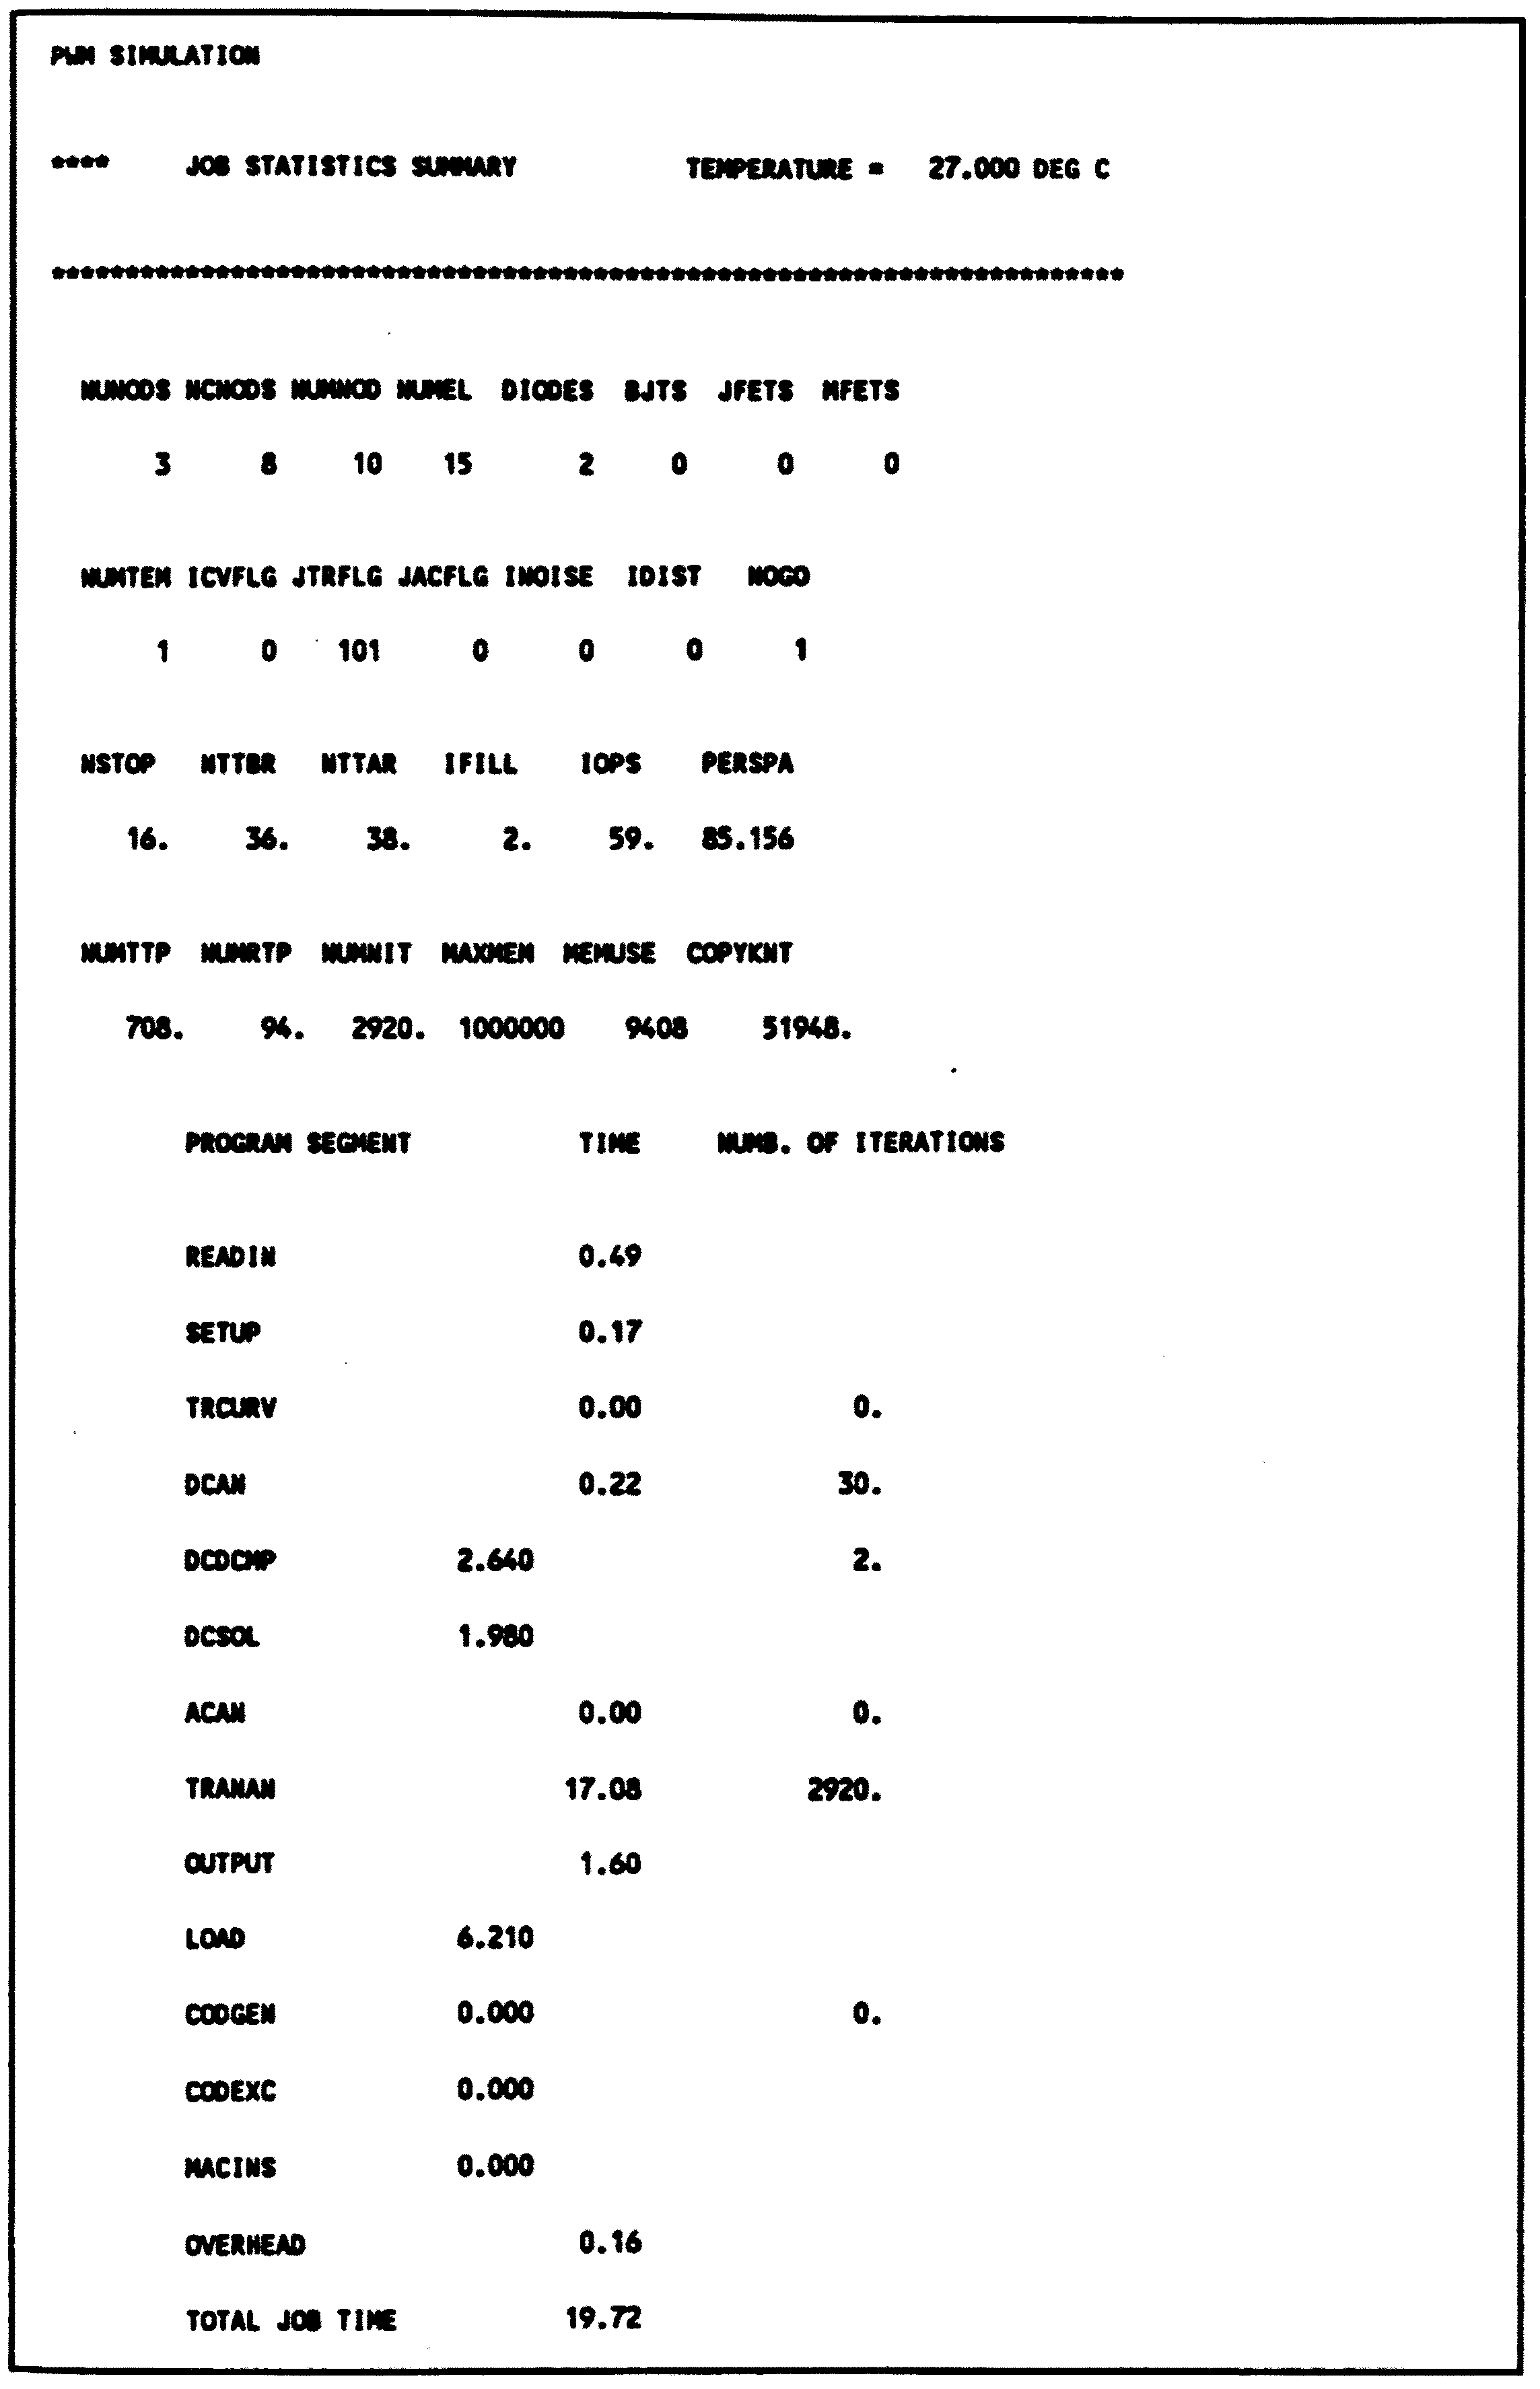 PWM SIMULATION
**** JOB STATISTICS SUMMARY TEMPERATURE = 27.000 DEG C
***********************************************************************
NUNODS NCNODS NUMNOD NUMEL DIODES BJTS JFETS MFETS
3 8 10 15 2 0 0 0
NUMTEM ICVFLG JTRFLG JACFLG INOISE IDIST NOGO
1 0 101 0 0 0 1
NSTOP NTTBR NTTAR IFILL IOPS PERSPA
16. 36. 38. 2. 59. 85.156
NUMTTP NUMRTP NUMNIT MAXMEM MEMUSE COPYKNT
708. 94. 2920. 1000000 9408 51948.
PROGRAM SEGMENT TIME NUMB. OF ITERATIONS
READIN 0.49
SETUP 0.17
TRCURV 0.00 0.
DCAN 0.22 30.
DCDCMP 2.640 2.
DCSOL 1.980
ACAN 0.00 0.
TRANAN 17.08 2920.
OUTPUT 1.60
LOAD 6.210
CODGEN 0.000 0.
CODEXC 0.000
MACINS 0.000
OVERHEAD 0.16
TOTAL JOB TIME 19.72